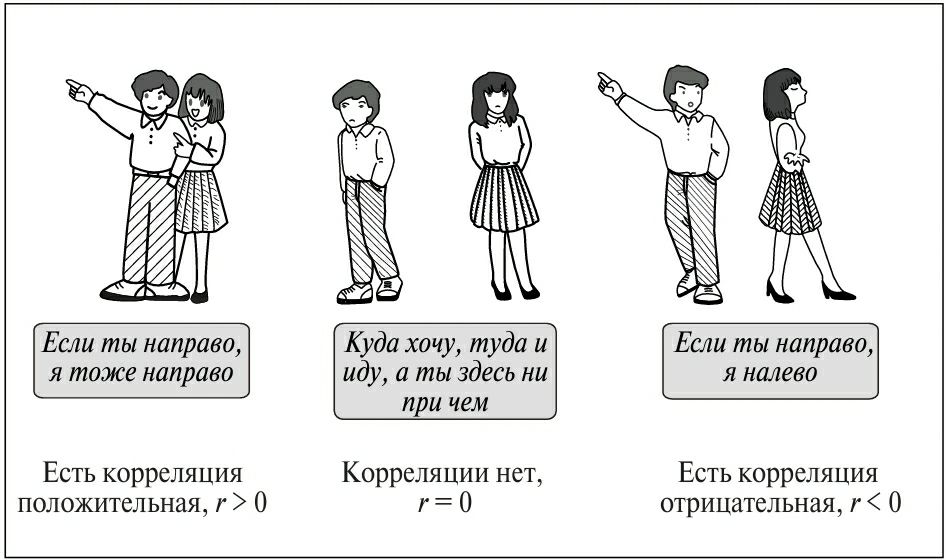 Если ты направо,
я тоже направо
Куда хочу, туда и
иду, а ты здесь ни
при чем
Если ты направо,
я налево
Есть корреляция
положительная, r > 0
Корреляции нет,
r = 0
Есть корреляция
отрицательная, r < 0